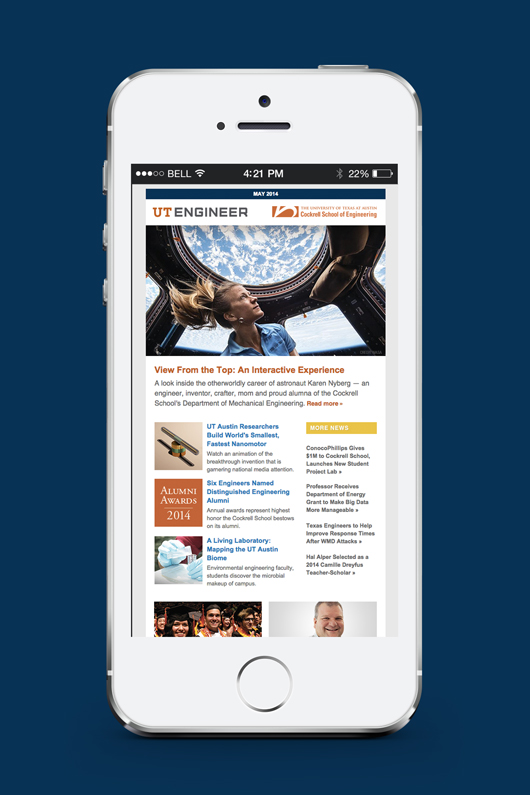 BELL
4:21 PM
22%
MAY 2014
UT ENGINEER
THE UNIVERSITY OF TEXAS AT AUSTIN
Cockrell School of Engineering
View From the Top: An Interactive Experience
A look inside the otherworldly career of astronaut Karen Nyberg — an
engineer, inventor, crafter, mom and proud alumna of the Cockrell
School's Department of Mechanical Engineering. Read more »
UT Austin Researchers
Build World's Smallest,
Fastest Nanomotor
Watch an animation of the
breakthrough invention that is
garnering national media attention.
ALUMNI
AWARDS
2014
Six Engineers Named
Distinguished Engineering
Alumni
Annual awards represent highest
honor the Cockrell School bestows
on its alumni.
A Living Laboratory:
Mapping the UT Austin
Biome
Environmental engineering faculty,
students discover the microbial
makeup of campus.
MORE NEWS
ConocoPhillips Gives
$1M to Cockrell School,
Launches New Student
Project Lab »
Professor Receives
Department of Energy
Grant to Make Big Data
More Manageable »
Texas Engineers to Help
Improve Response Times
After WMD Attacks »
Hal Alper Selected as a
2014 Camille Dreyfus
Teacher-Scholar »